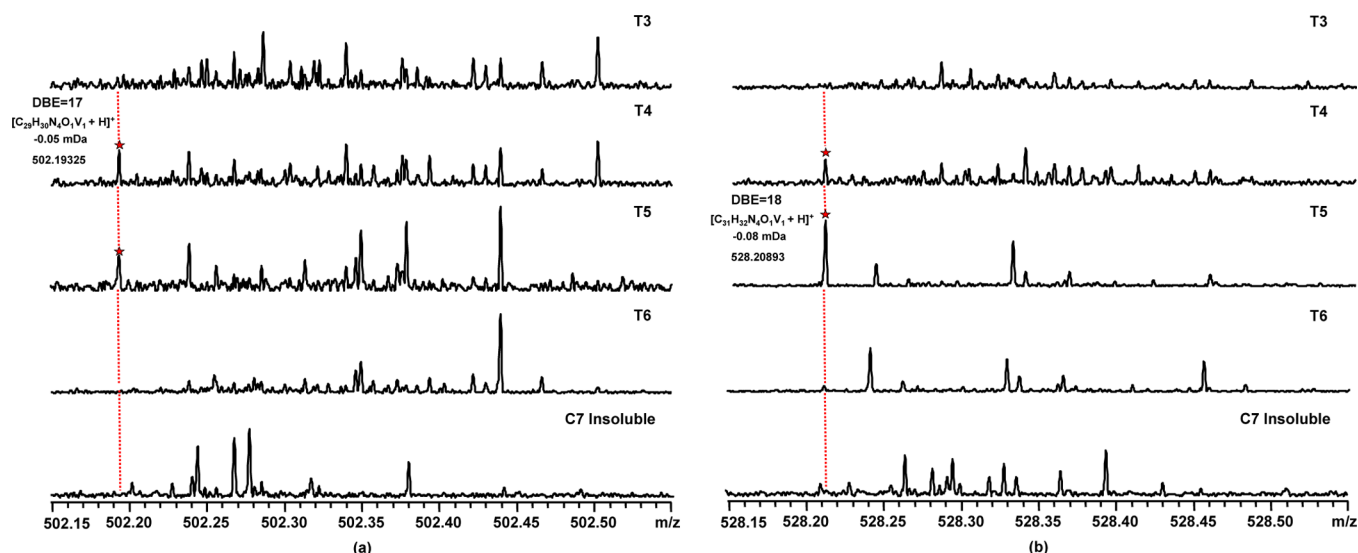 T3
T4
DBE=17
[C₂₉H₃₀N₄O₁V₁ + H]⁺
-0.05 mDa
502.19325
T5
T6
C7 Insoluble
502.15 502.20 502.25 502.30 502.35 502.40 502.45 502.50 m/z
(a)
T3
T4
T5
DBE=18
[C₃₁H₃₂N₄O₁V₁ + H]⁺
-0.08 mDa
528.20893
T6
C7 Insoluble
528.15 528.20 528.25 528.30 528.35 528.40 528.45 528.50 m/z
(b)